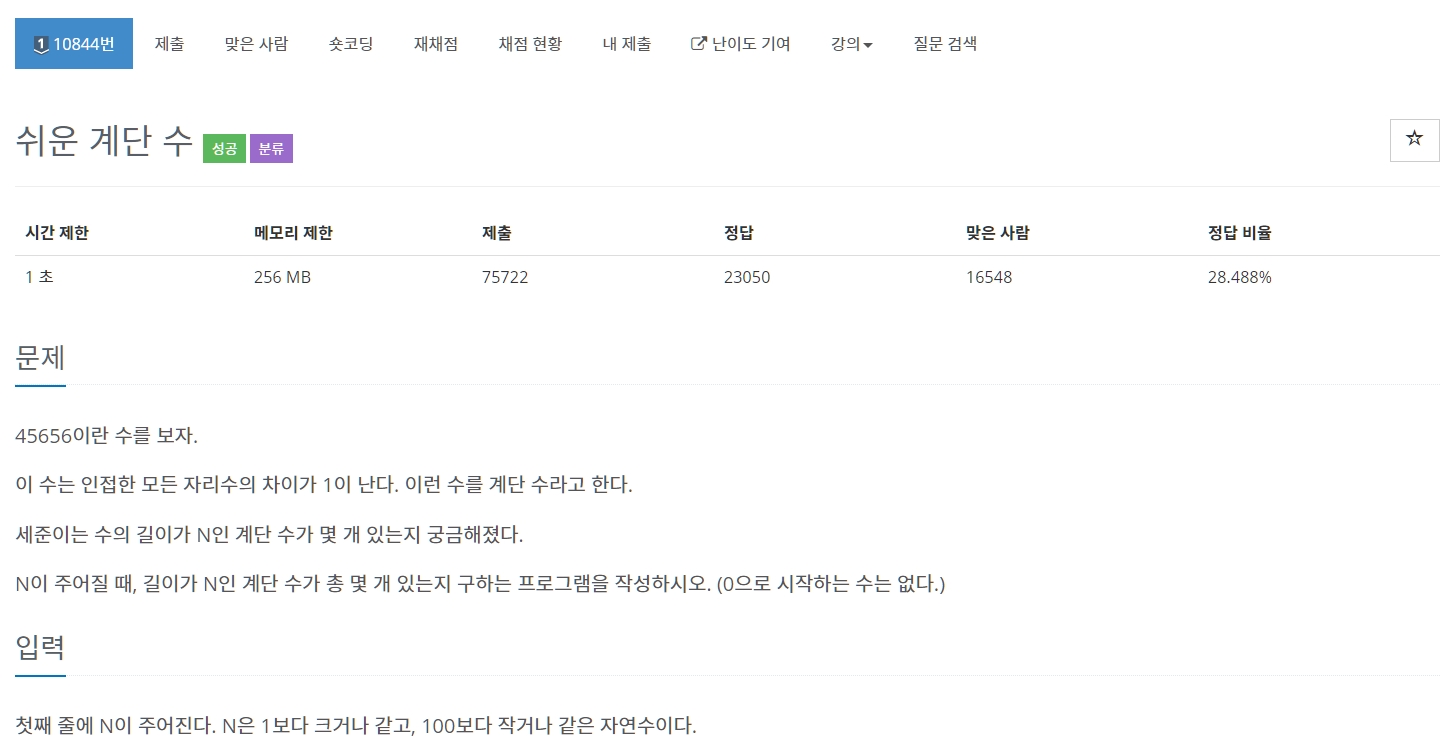 1 10844번 제출 맞은 사람 숏코딩 재채점 채점 현황 내 제출 난이도 기여 강의 질문 검색
쉬운 계단 수 성공 분류
시간 제한 메모리 제한 제출 정답 맞은 사람 정답 비율
1 초 256 MB 75722 23050 16548 28.488%
문제
45656이란 수를 보자.
이 수는 인접한 모든 자리수의 차이가 1이 난다. 이런 수를 계단 수라고 한다.
세준이는 수의 길이가 N인 계단 수가 몇 개 있는지 궁금해졌다.
N이 주어질 때, 길이가 N인 계단 수가 총 몇 개 있는지 구하는 프로그램을 작성하시오. (0으로 시작하는 수는 없다.)
입력
첫째 줄에 N이 주어진다. N은 1보다 크거나 같고, 100보다 작거나 같은 자연수이다.